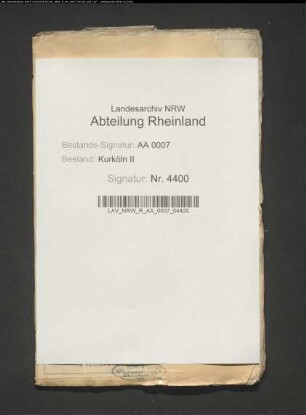 Landesarchiv NRW
Abteilung Rheinland
Bestands-Signatur: AA 0007
Bestand: Kurköln II
Signatur: Nr. 4400
LAV_NRW_R_AA_0007_04400